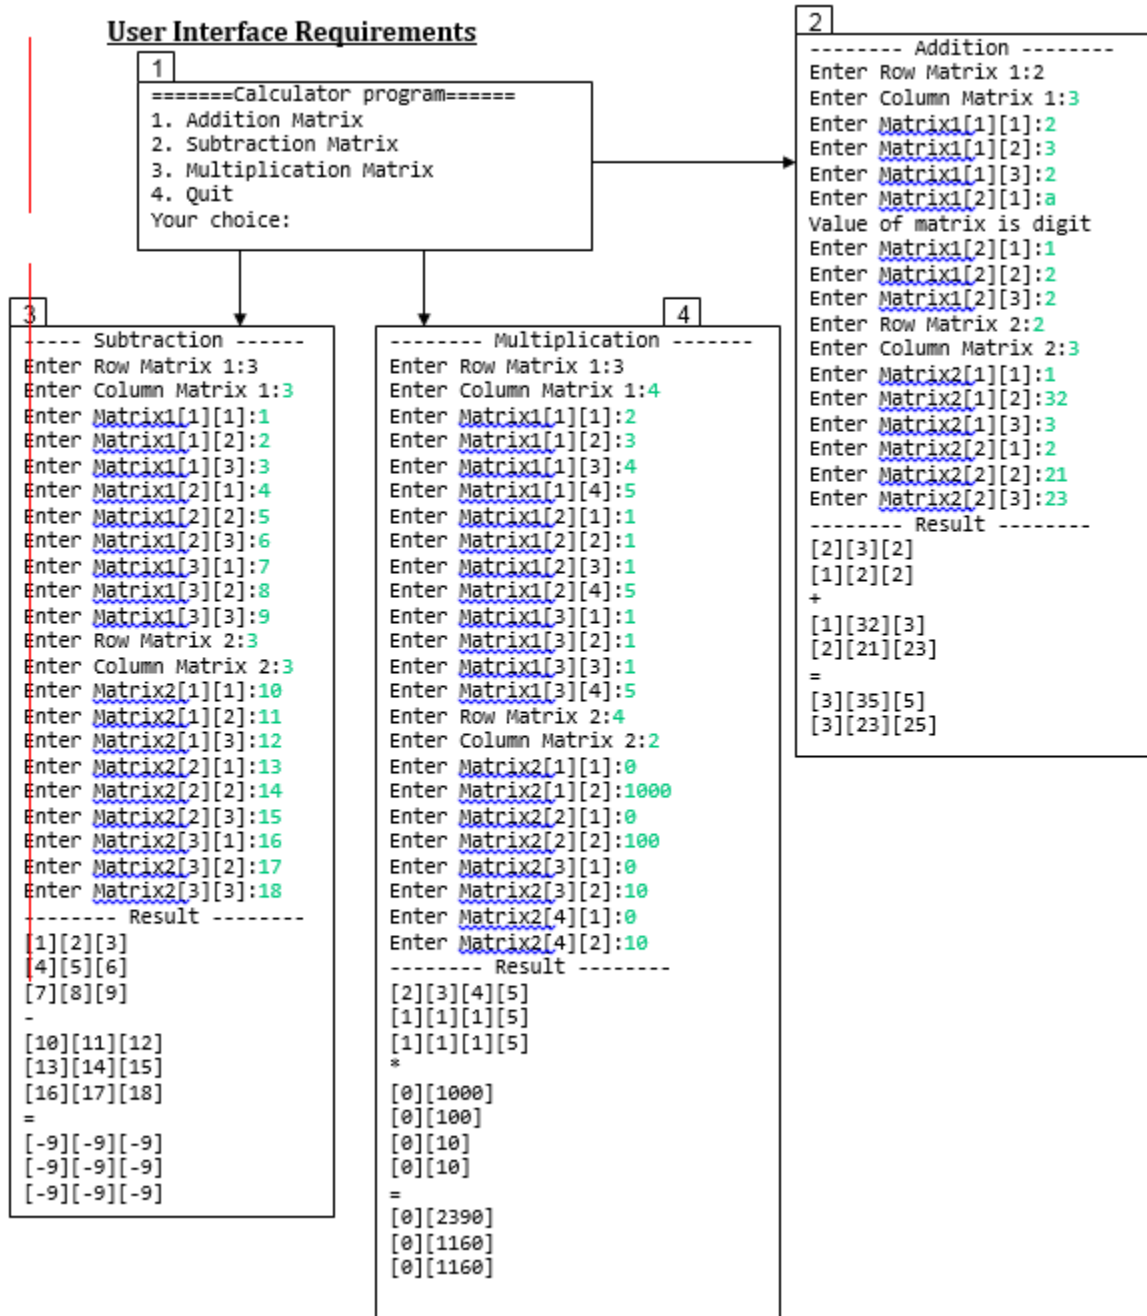 User Interface Requirements
1
=======Calculator program======
1. Addition Matrix
2. Subtraction Matrix
3. Multiplication Matrix
4. Quit
Your choice:
2
-------- Addition --------
Enter Row Matrix 1:2
Enter Column Matrix 1:3
Enter Matrix1[1][1]:2
Enter Matrix1[1][2]:3
Enter Matrix1[1][3]:2
Enter Matrix1[2][1]:a
Value of matrix is digit
Enter Matrix1[2][1]:1
Enter Matrix1[2][2]:2
Enter Matrix1[2][3]:2
Enter Row Matrix 2:2
Enter Column Matrix 2:3
Enter Matrix2[1][1]:1
Enter Matrix2[1][2]:32
Enter Matrix2[1][3]:3
Enter Matrix2[2][1]:2
Enter Matrix2[2][2]:21
Enter Matrix2[2][3]:23
-------- Result --------
[2][3][2]
[1][2][2]
+
[1][32][3]
[2][21][23]
=
[3][35][5]
[3][23][25]
3
----- Subtraction ------
Enter Row Matrix 1:3
Enter Column Matrix 1:3
Enter Matrix1[1][1]:1
Enter Matrix1[1][2]:2
Enter Matrix1[1][3]:3
Enter Matrix1[2][1]:4
Enter Matrix1[2][2]:5
Enter Matrix1[2][3]:6
Enter Matrix1[3][1]:7
Enter Matrix1[3][2]:8
Enter Matrix1[3][3]:9
Enter Row Matrix 2:3
Enter Column Matrix 2:3
Enter Matrix2[1][1]:10
Enter Matrix2[1][2]:11
Enter Matrix2[1][3]:12
Enter Matrix2[2][1]:13
Enter Matrix2[2][2]:14
Enter Matrix2[2][3]:15
Enter Matrix2[3][1]:16
Enter Matrix2[3][2]:17
Enter Matrix2[3][3]:18
-------- Result --------
[1][2][3]
[4][5][6]
[7][8][9]
-
[10][11][12]
[13][14][15]
[16][17][18]
=
[-9][-9][-9]
[-9][-9][-9]
[-9][-9][-9]
4
-------- Multiplication -------
Enter Row Matrix 1:3
Enter Column Matrix 1:4
Enter Matrix1[1][1]:2
Enter Matrix1[1][2]:3
Enter Matrix1[1][3]:4
Enter Matrix1[1][4]:5
Enter Matrix1[2][1]:1
Enter Matrix1[2][2]:1
Enter Matrix1[2][3]:1
Enter Matrix1[2][4]:5
Enter Matrix1[3][1]:1
Enter Matrix1[3][2]:1
Enter Matrix1[3][3]:1
Enter Matrix1[3][4]:5
Enter Row Matrix 2:4
Enter Column Matrix 2:2
Enter Matrix2[1][1]:0
Enter Matrix2[1][2]:1000
Enter Matrix2[2][1]:0
Enter Matrix2[2][2]:100
Enter Matrix2[3][1]:0
Enter Matrix2[3][2]:10
Enter Matrix2[4][1]:0
Enter Matrix2[4][2]:10
-------- Result --------
[2][3][4][5]
[1][1][1][5]
[1][1][1][5]
*
[0][1000]
[0][100]
[0][10]
[0][10]
=
[0][2390]
[0][1160]
[0][1160]